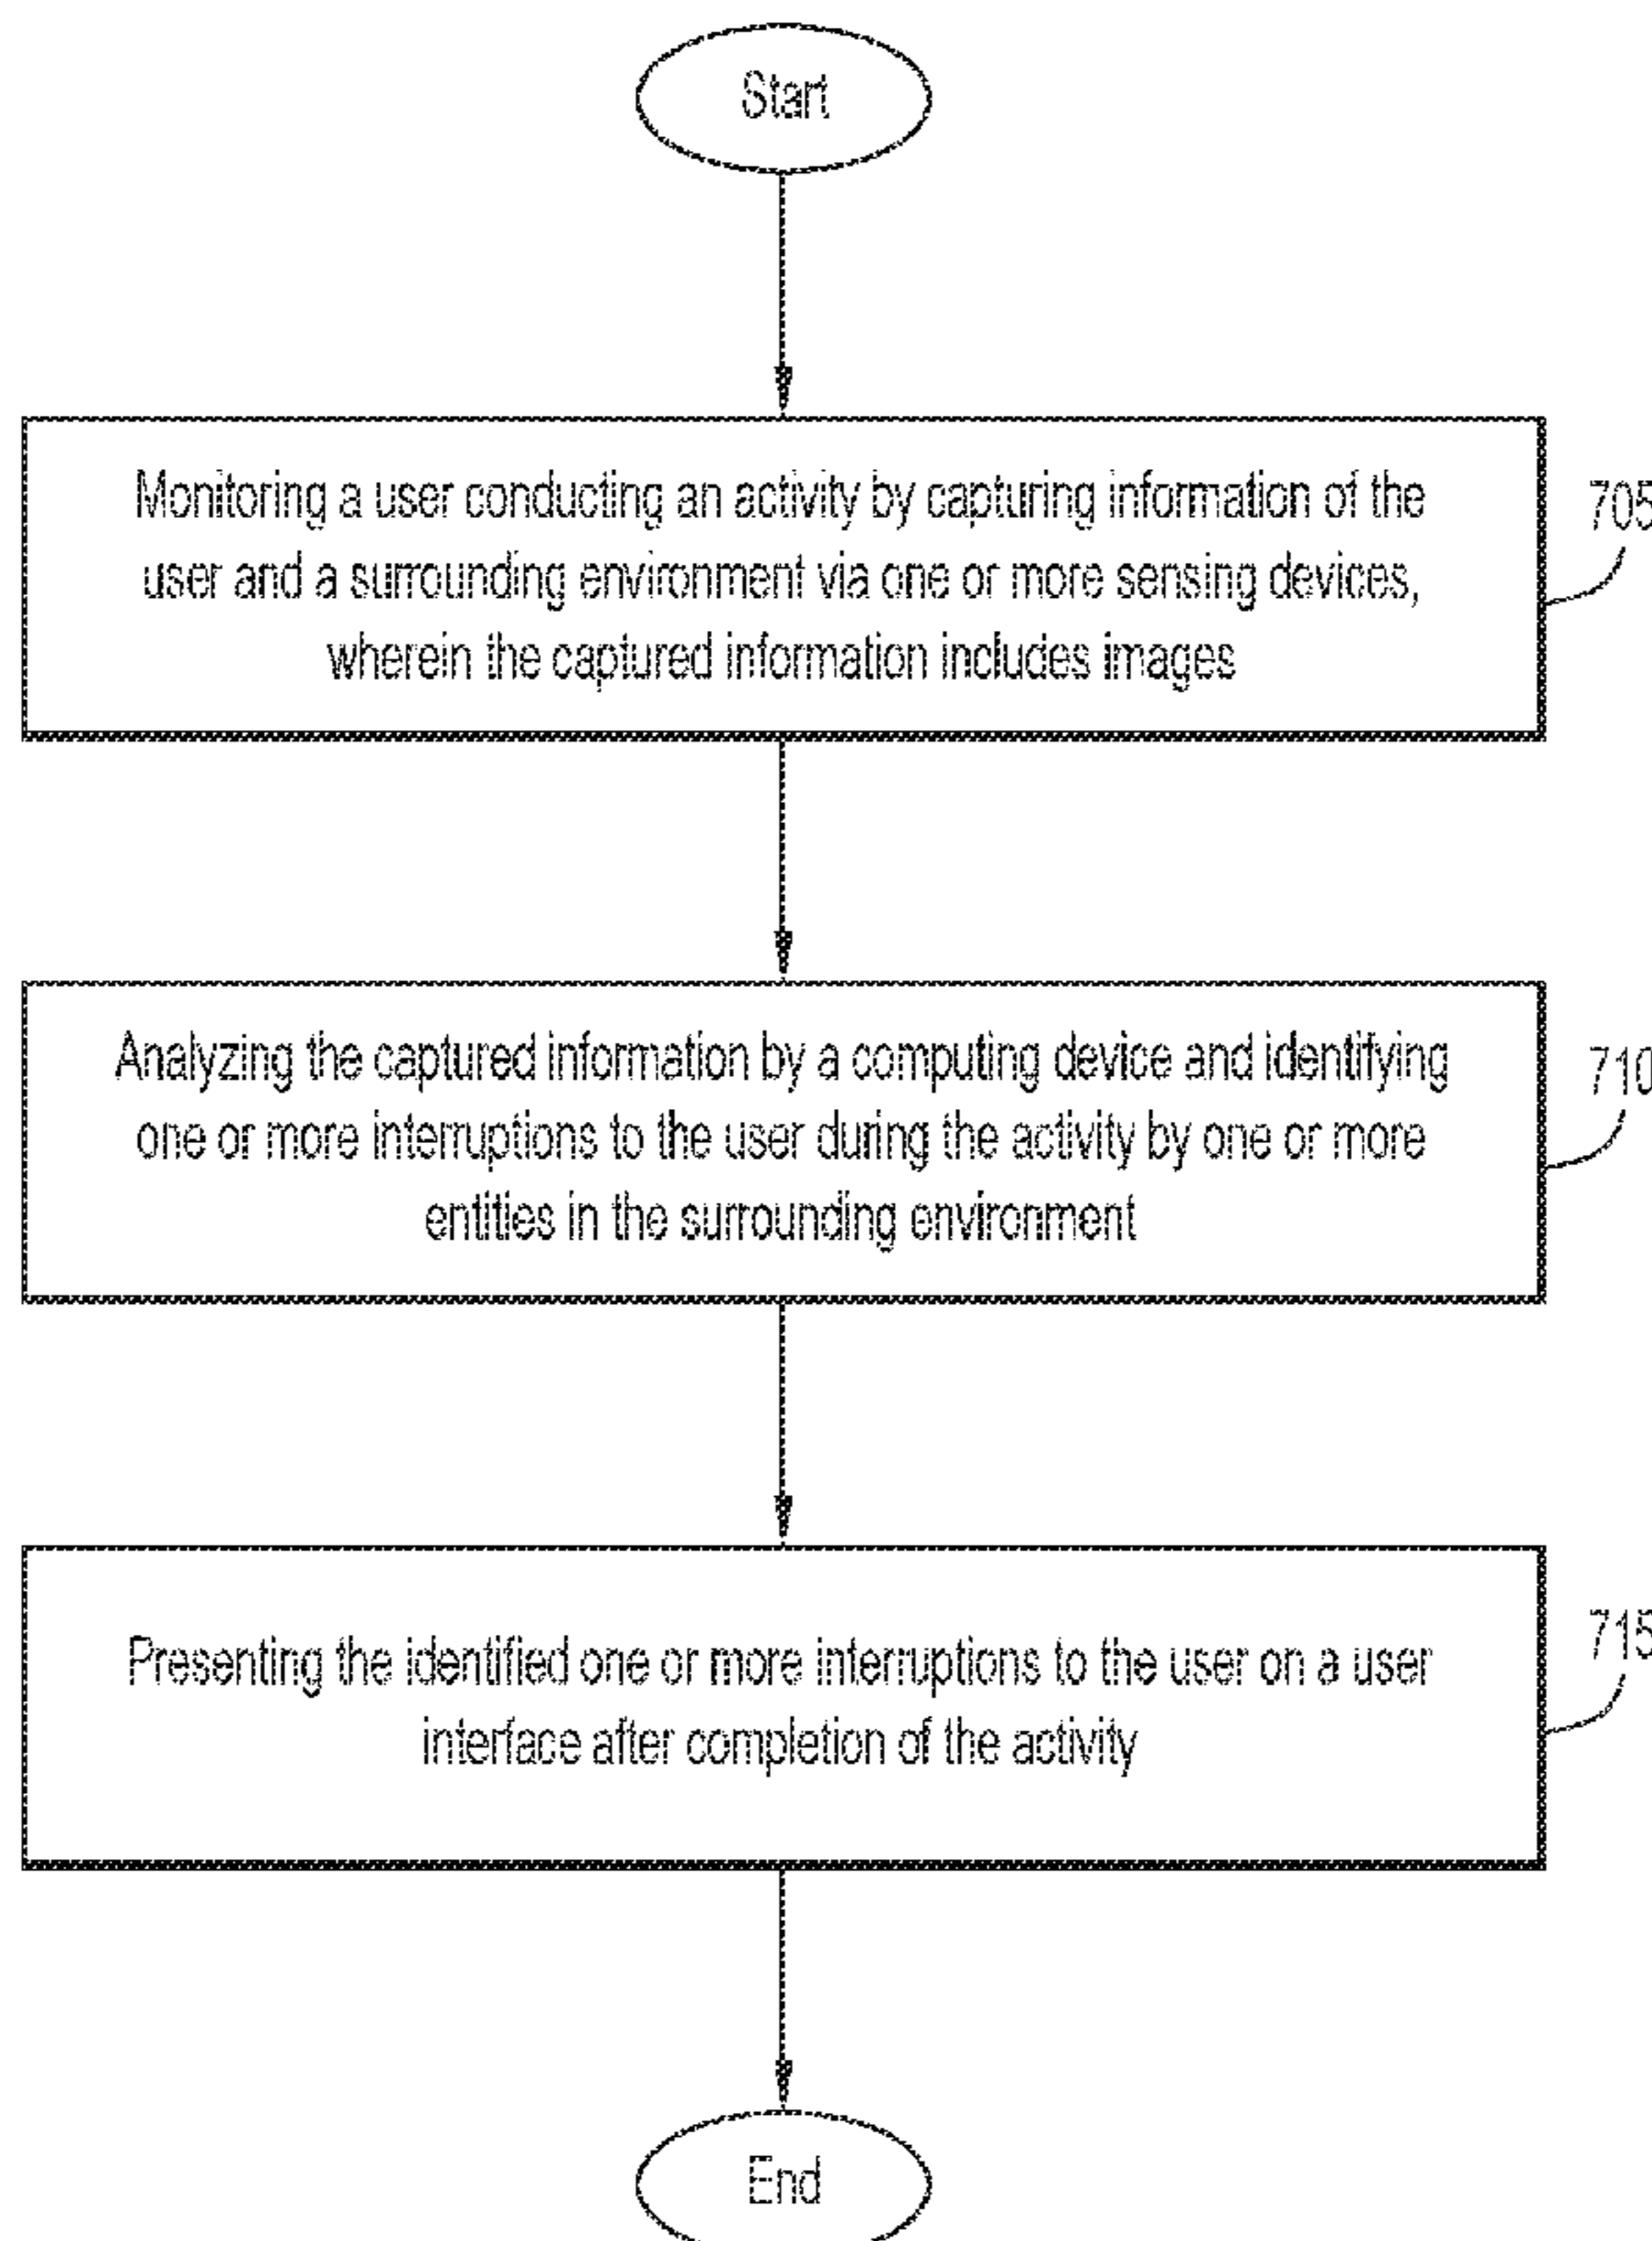 Start
Monitoring a user conducting an activity by capturing information of the
user and a surrounding environment via one or more sensing devices,
wherein the captured information includes images
705
Analyzing the captured information by a computing device and identifying
one or more interruptions to the user during the activity by one or more
entities in the surrounding environment
710
Presenting the identified one or more interruptions to the user on a user
interface after completion of the activity
715
End